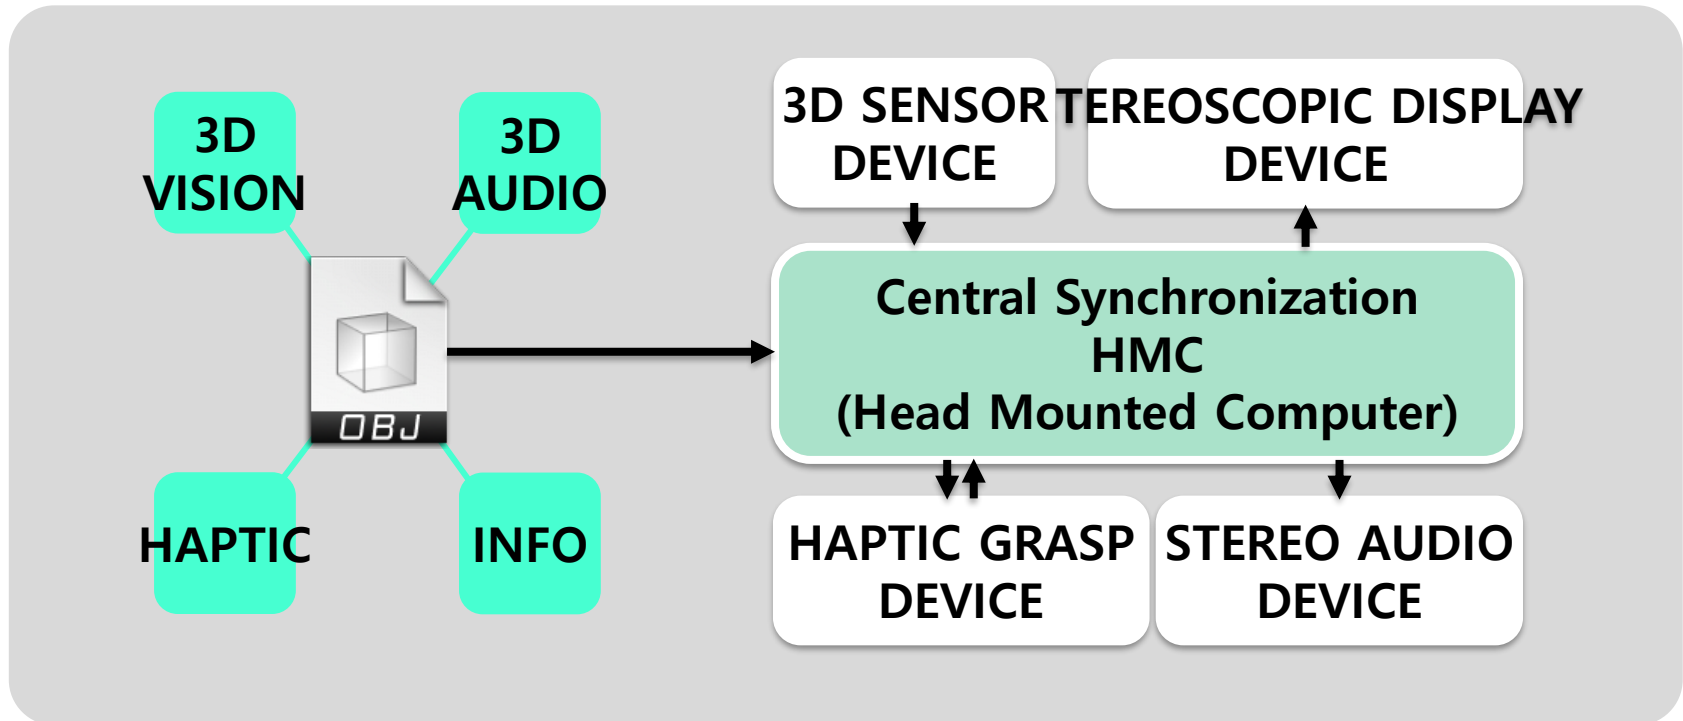 3D
VISION
3D
AUDIO
OBJ
HAPTIC
INFO
3D SENSOR
DEVICE
TEREOSCOPIC DISPLAY
DEVICE
Central Synchronization
HMC
(Head Mounted Computer)
HAPTIC GRASP
DEVICE
STEREO AUDIO
DEVICE